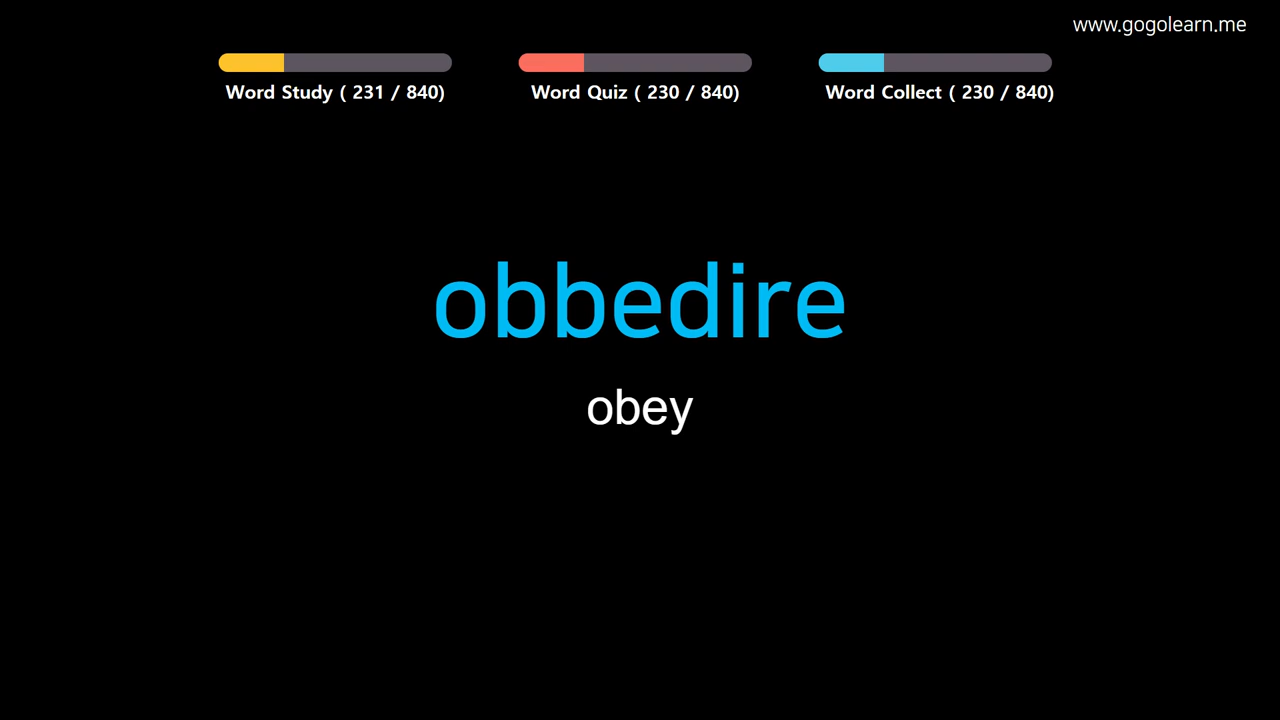 www.gogolearn.me
Word Study ( 231 / 840)
Word Quiz ( 230 / 840)
Word Collect ( 230 / 840)
obbedire
obey